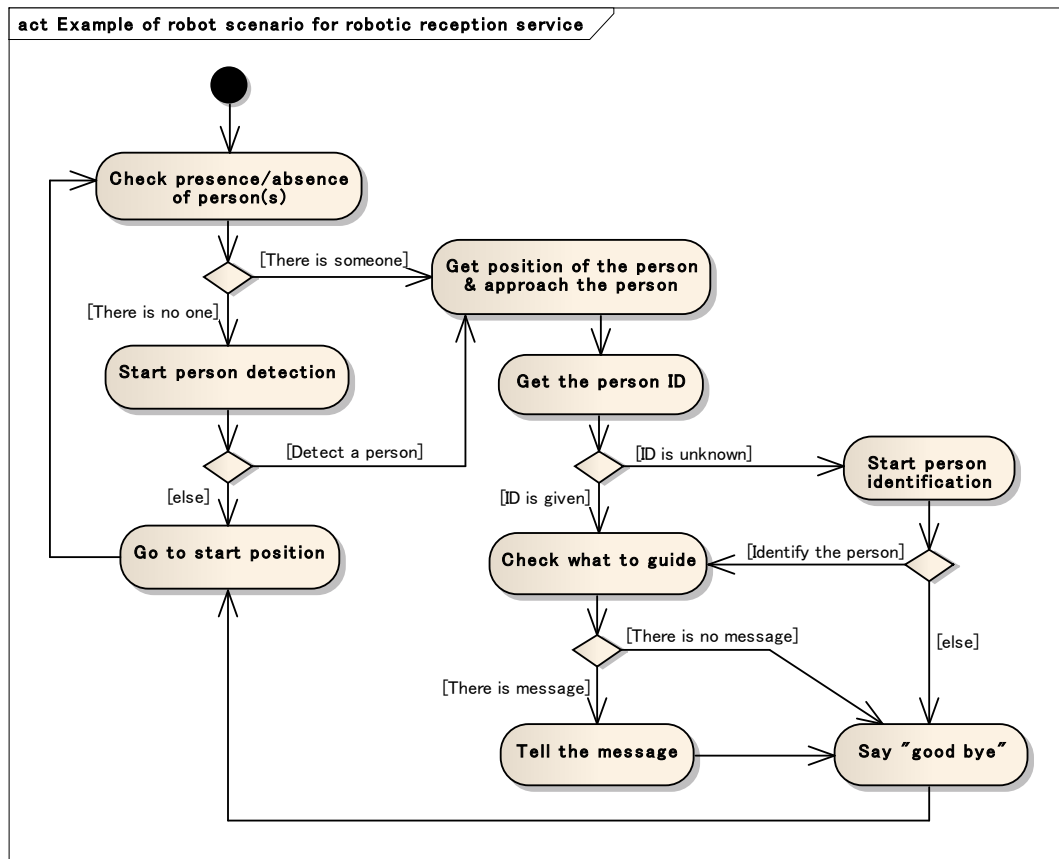 act Example of robot scenario for robotic reception service
Check presence/absence
of person(s)
[There is someone]
Get position of the person
& approach the person
[There is no one]
Start person detection
Get the person ID
[Detect a person]
[ID is unknown]
Start person
identification
[else]
[ID is given]
Go to start position
Check what to guide
[Identify the person]
[There is no message]
[else]
[There is message]
Tell the message
Say "good bye"